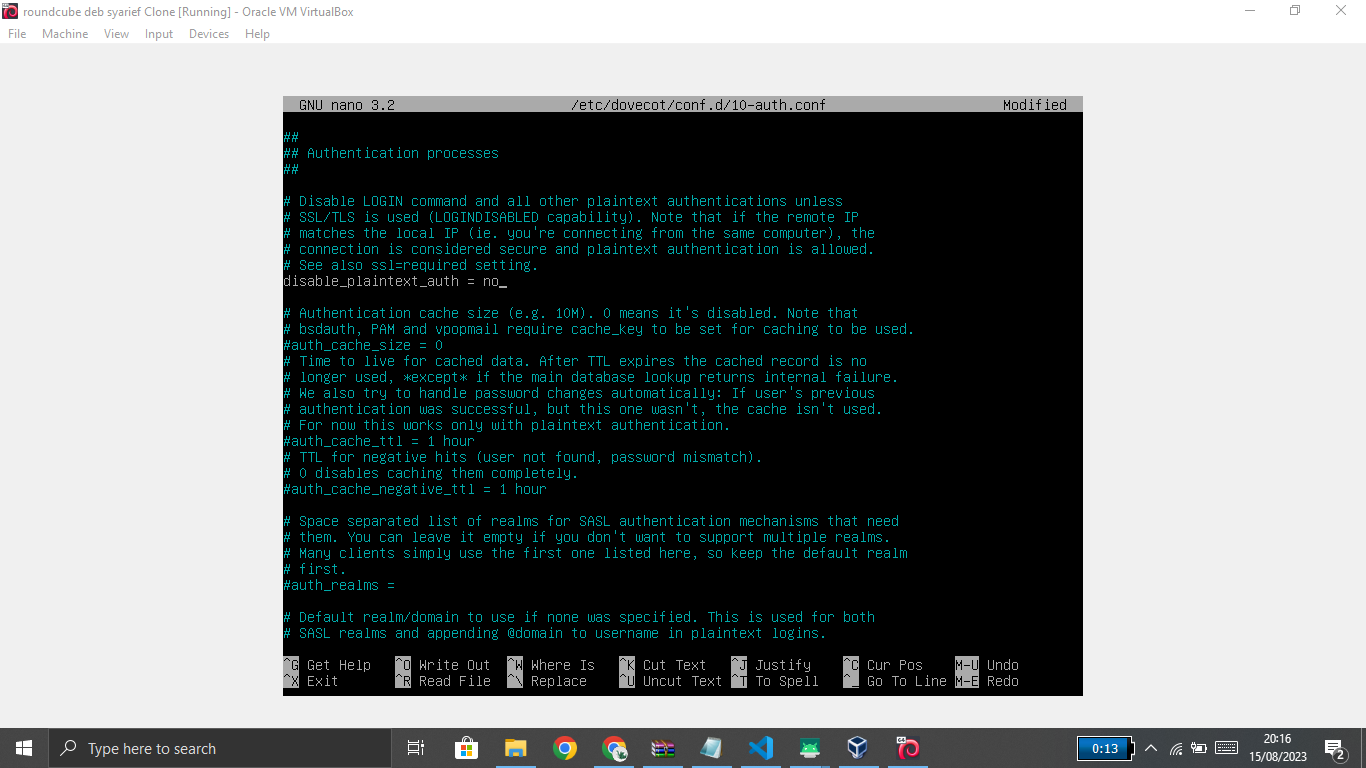 roundcube deb syarief Clone [Running] - Oracle VM VirtualBox
File Machine View Input Devices Help
GNU nano 3.2 /etc/dovecot/conf.d/10-auth.conf Modified
##
## Authentication processes
##
# Disable LOGIN command and all other plaintext authentications unless
# SSL/TLS is used (LOGINDISABLED capability). Note that if the remote IP
# matches the local IP (ie. you're connecting from the same computer), the
# connection is considered secure and plaintext authentication is allowed.
# See also ssl=required setting.
disable_plaintext_auth = no_
# Authentication cache size (e.g. 10M). 0 means it's disabled. Note that
# bsdauth, PAM and vpopmail require cache_key to be set for caching to be used.
#auth_cache_size = 0
# Time to live for cached data. After TTL expires the cached record is no
# longer used, *except* if the main database lookup returns internal failure.
# We also try to handle password changes automatically: If user's previous
# authentication was successful, but this one wasn't, the cache isn't used.
# For now this works only with plaintext authentication.
#auth_cache_ttl = 1 hour
# TTL for negative hits (user not found, password mismatch).
# 0 disables caching them completely.
#auth_cache_negative_ttl = 1 hour
# Space separated list of realms for SASL authentication mechanisms that need
# them. You can leave it empty if you don't want to support multiple realms.
# Many clients simply use the first one listed here, so keep the default realm
# first.
#auth_realms =
# Default realm/domain to use if none was specified. This is used for both
# SASL realms and appending @domain to username in plaintext logins.
^G Get Help ^O Write Out ^W Where Is ^K Cut Text ^J Justify ^C Cur Pos M-U Undo
^X Exit ^R Read File ^\ Replace ^U Uncut Text ^T To Spell ^_ Go To Line M-E Redo
Type here to search
0:13
20:16
15/08/2023
2